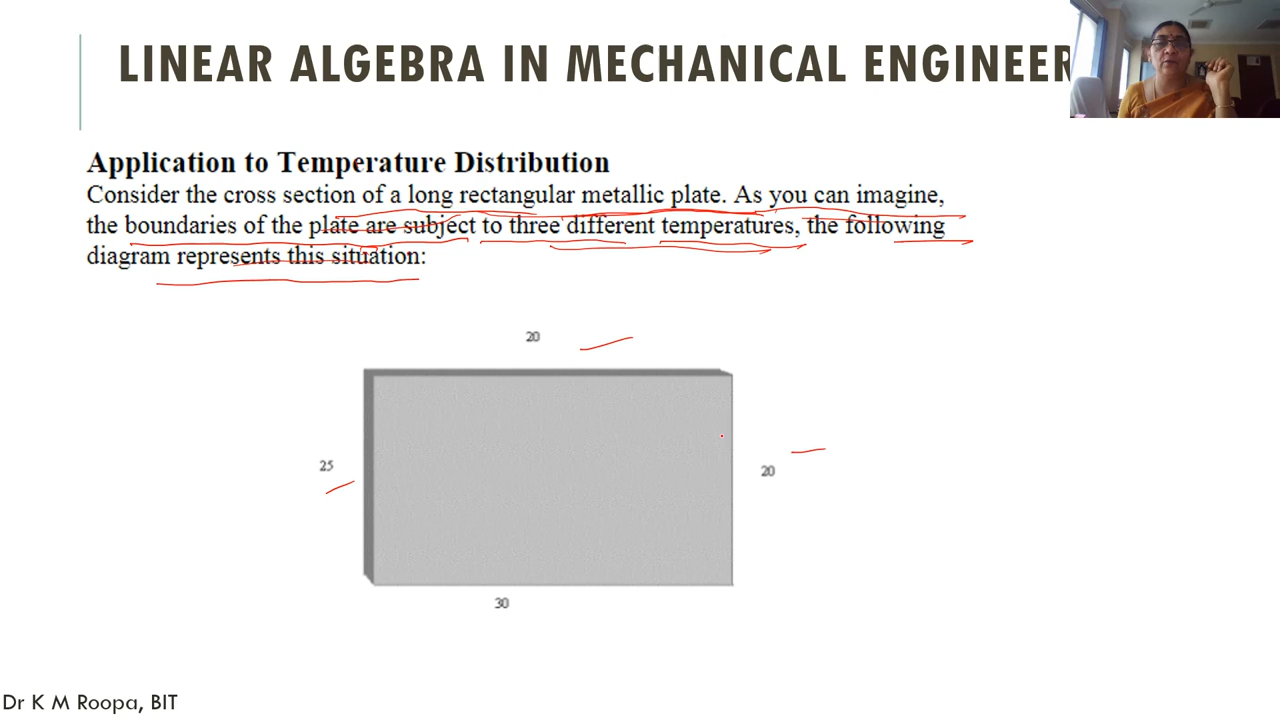 LINEAR ALGEBRA IN MECHANICAL ENGINEER
Application to Temperature Distribution
Consider the cross section of a long rectangular metallic plate. As you can imagine,
the boundaries of the plate are subject to three different temperatures, the following
diagram represents this situation:
20
25
20
30
Dr K M Roopa, BIT